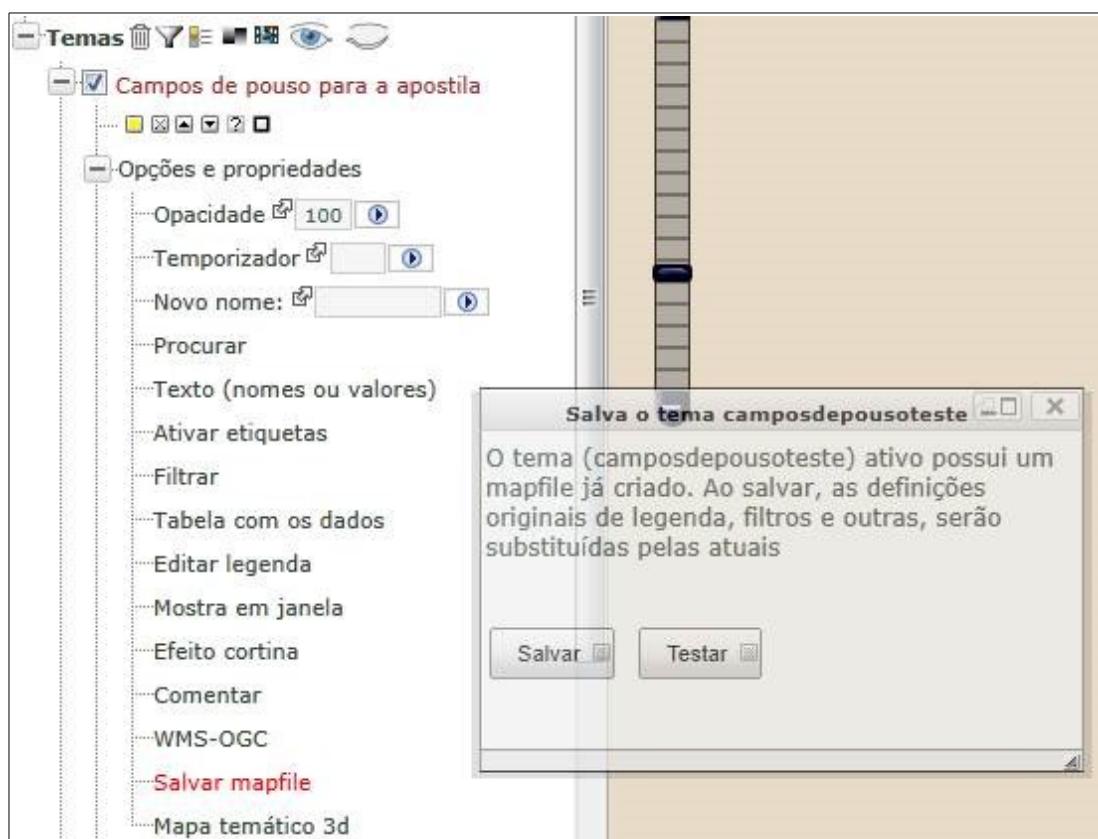 Temas
Campos de pouso para a apostila
?
Opções e propriedades
Opacidade 100
Temporizador
Novo nome:
Procurar
Texto (nomes ou valores)
Ativar etiquetas
Filtrar
Tabela com os dados
Editar legenda
Mostra em janela
Efeito cortina
Comentar
WMS-OGC
Salvar mapfile
Mapa temático 3d
Salva o tema camposdepousoteste
O tema (camposdepousoteste) ativo possui um
mapfile já criado. Ao salvar, as definições
originais de legenda, filtros e outras, serão
substituídas pelas atuais
Salvar Testar